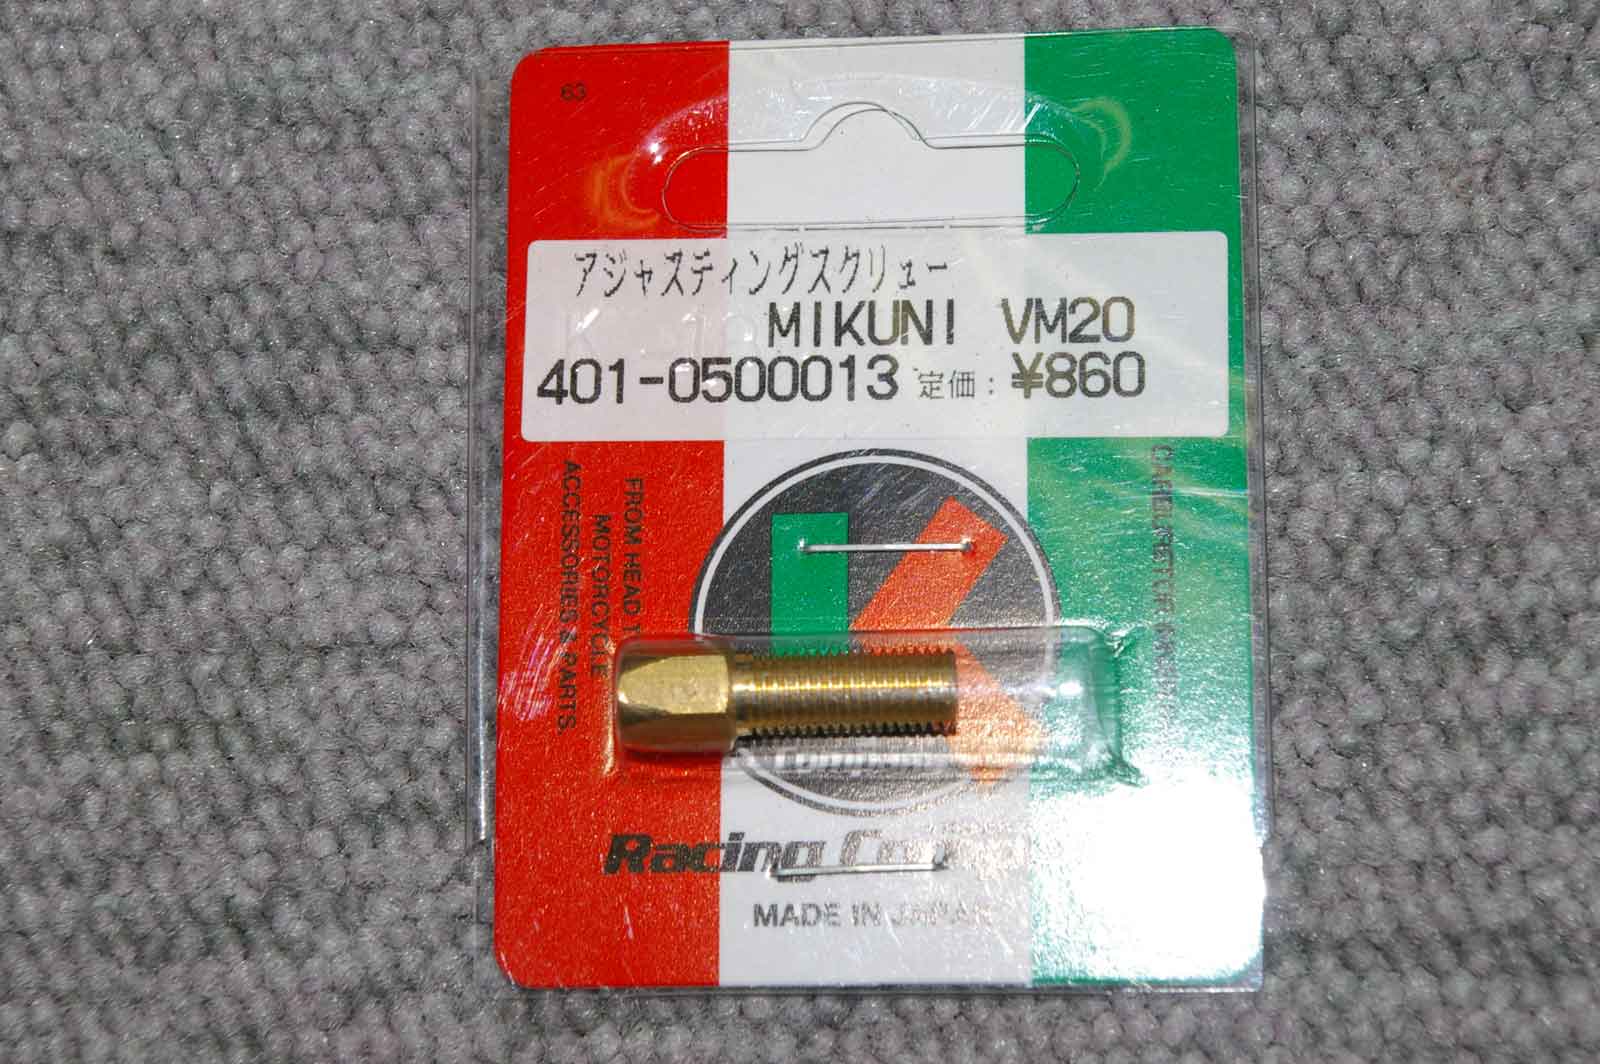 63
アジャスティングスクリュー
MIKUNI VM20
401-0500013 定価:¥860
FROM HEAD
MOTORCYCLE
ACCESSORIES & PARTS
Racing
MADE IN JAPAN